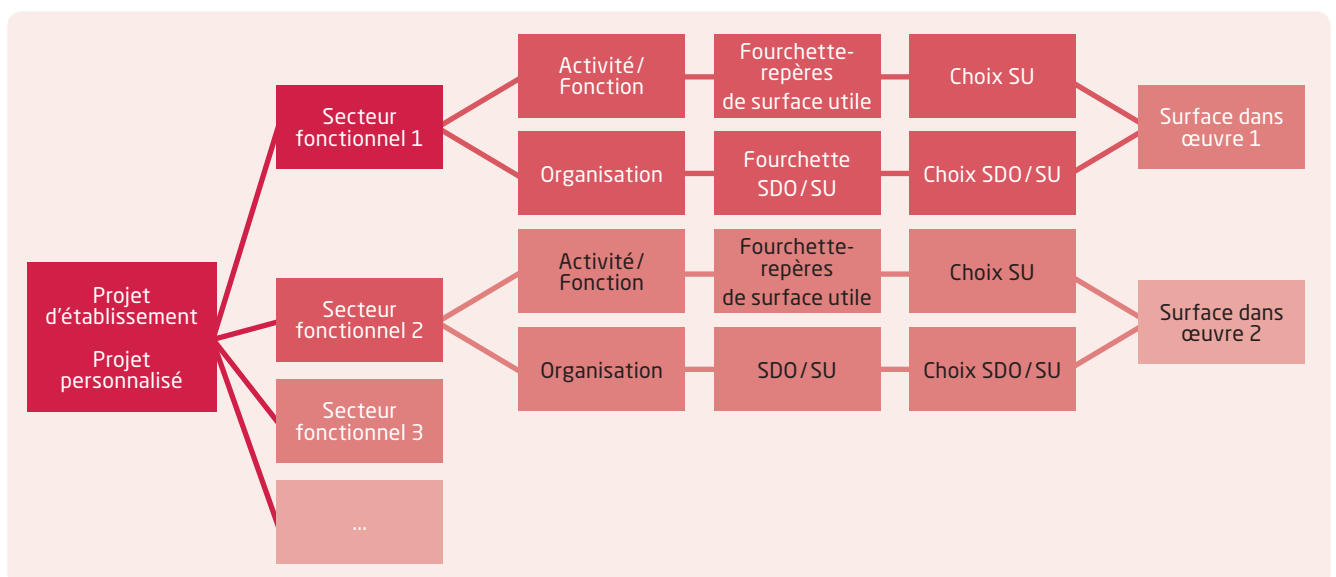 Projet
d'établissement
Projet
personnalisé
Secteur
fonctionnel 1
Activité/
Fonction
Fourchette-
repères
de surface utile
Choix SU
Organisation
Fourchette
SDO/SU
Choix SDO/SU
Surface dans
œuvre 1
Secteur
fonctionnel 2
Activité/
Fonction
Fourchette-
repères
de surface utile
Choix SU
Organisation
SDO/SU
Choix SDO/SU
Surface dans
œuvre 2
Secteur
fonctionnel 3
...